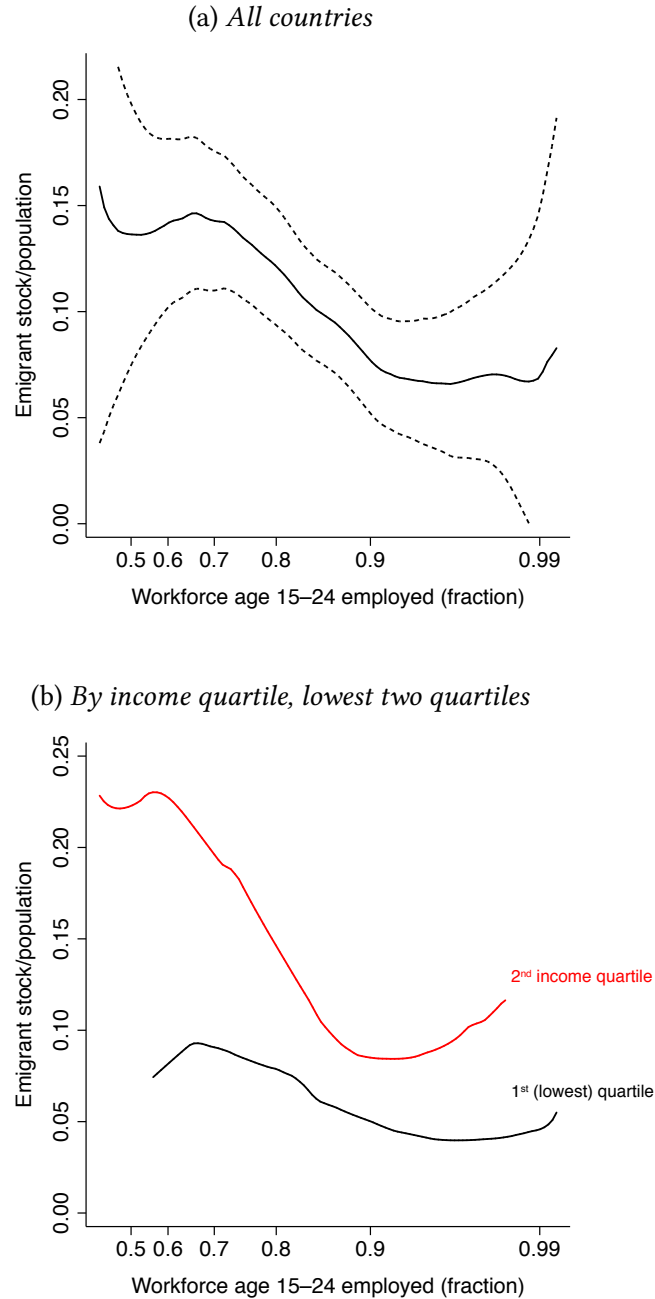 (a) All countries
0.20
0.15
0.10
0.05
0.00
Emigrant stock/population
0.5 0.6 0.7 0.8 0.9 0.99
Workforce age 15–24 employed (fraction)
(b) By income quartile, lowest two quartiles
0.25
0.20
0.15
0.10
0.05
0.00
Emigrant stock/population
2nd income quartile
1st (lowest) quartile
0.5 0.6 0.7 0.8 0.9 0.99
Workforce age 15–24 employed (fraction)